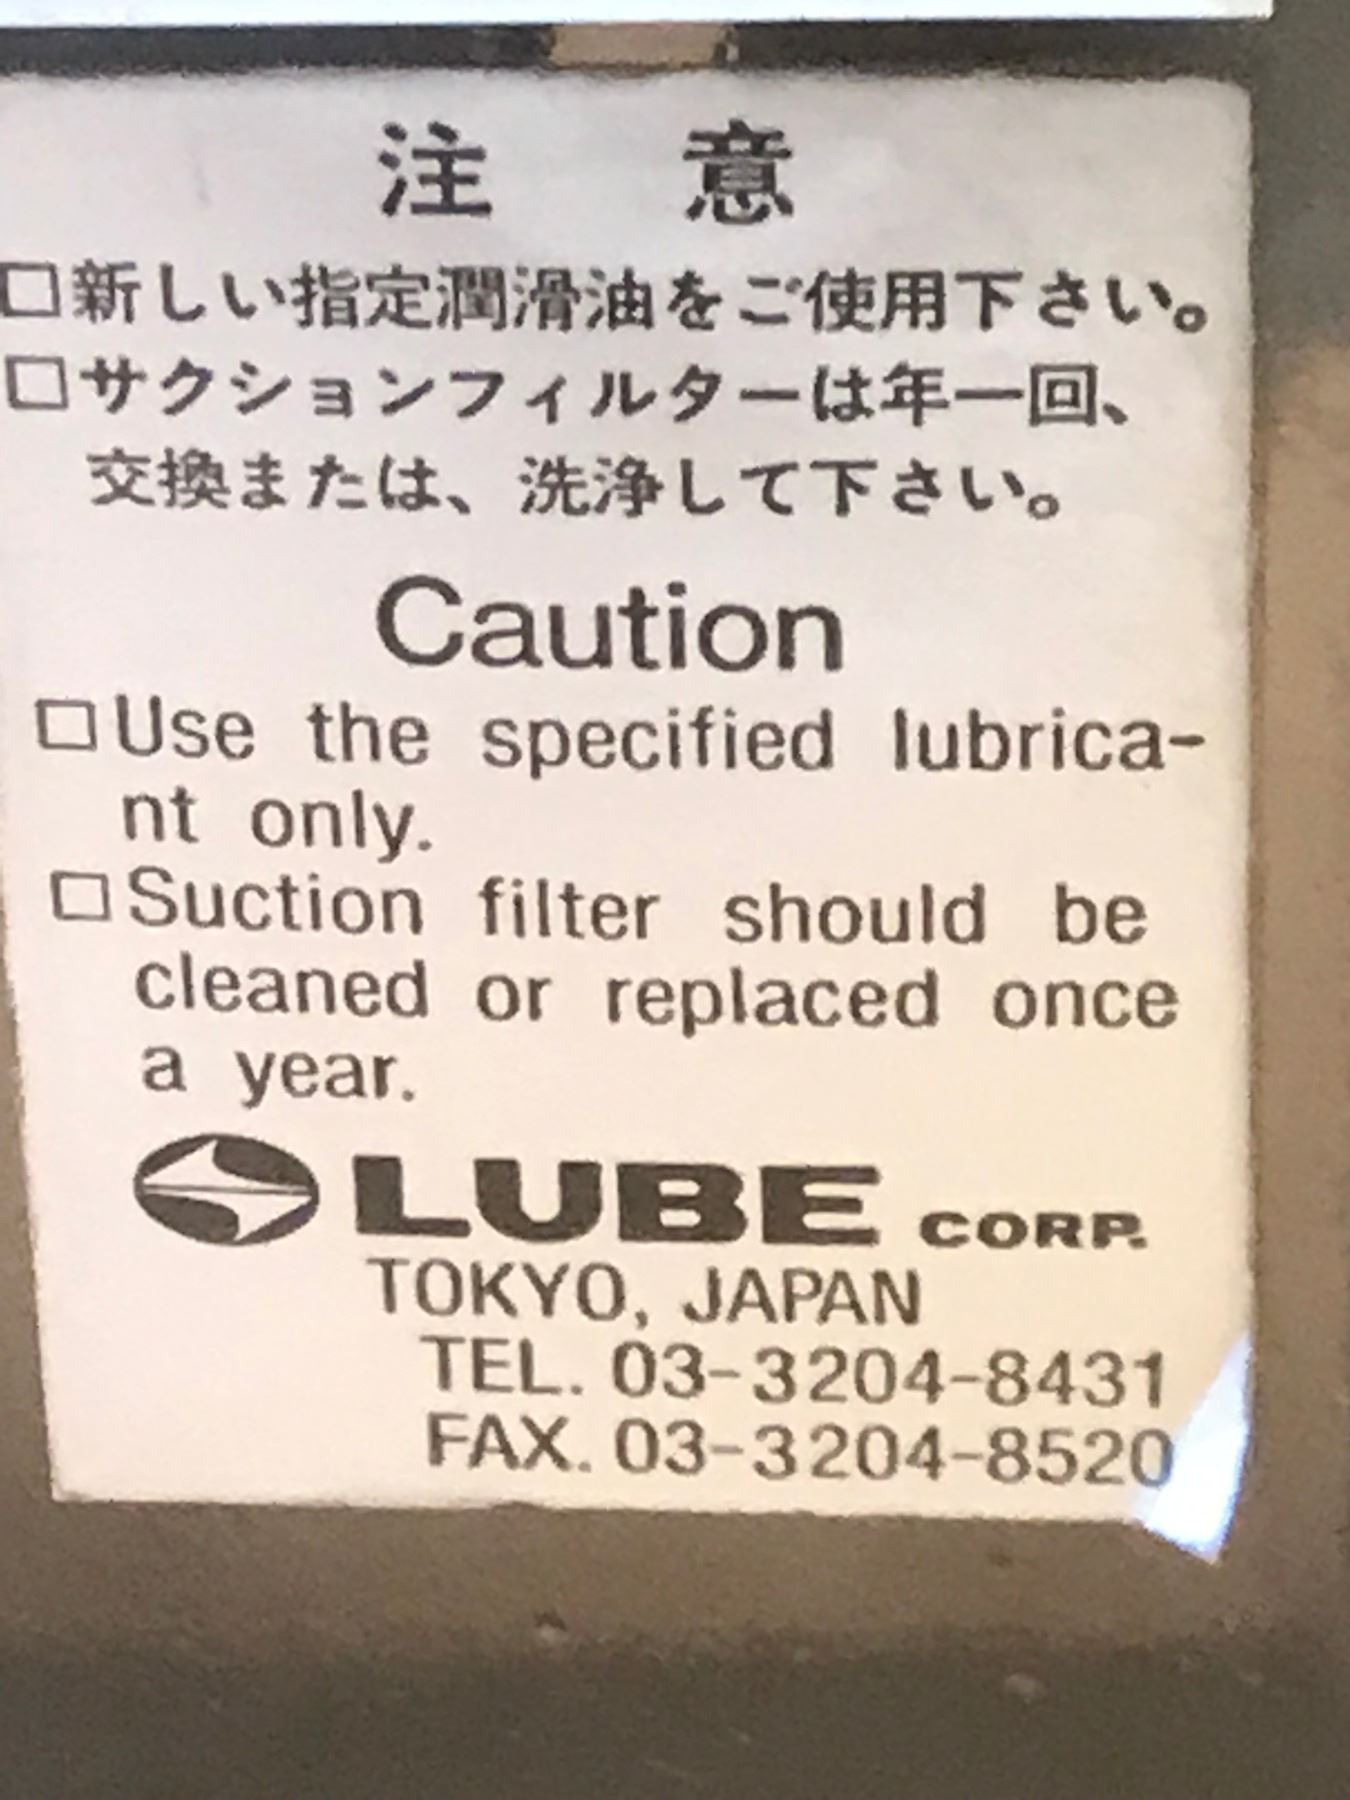 注 意
□新しい指定潤滑油をご使用下さい。
□サクションフィルターは年一回、
交換または、洗浄して下さい。
Caution
□Use the specified lubrica-
nt only.
□Suction filter should be
cleaned or replaced once
a year.
LUBE CORP.
TOKYO, JAPAN
TEL. 03-3204-8431
FAX. 03-3204-8520